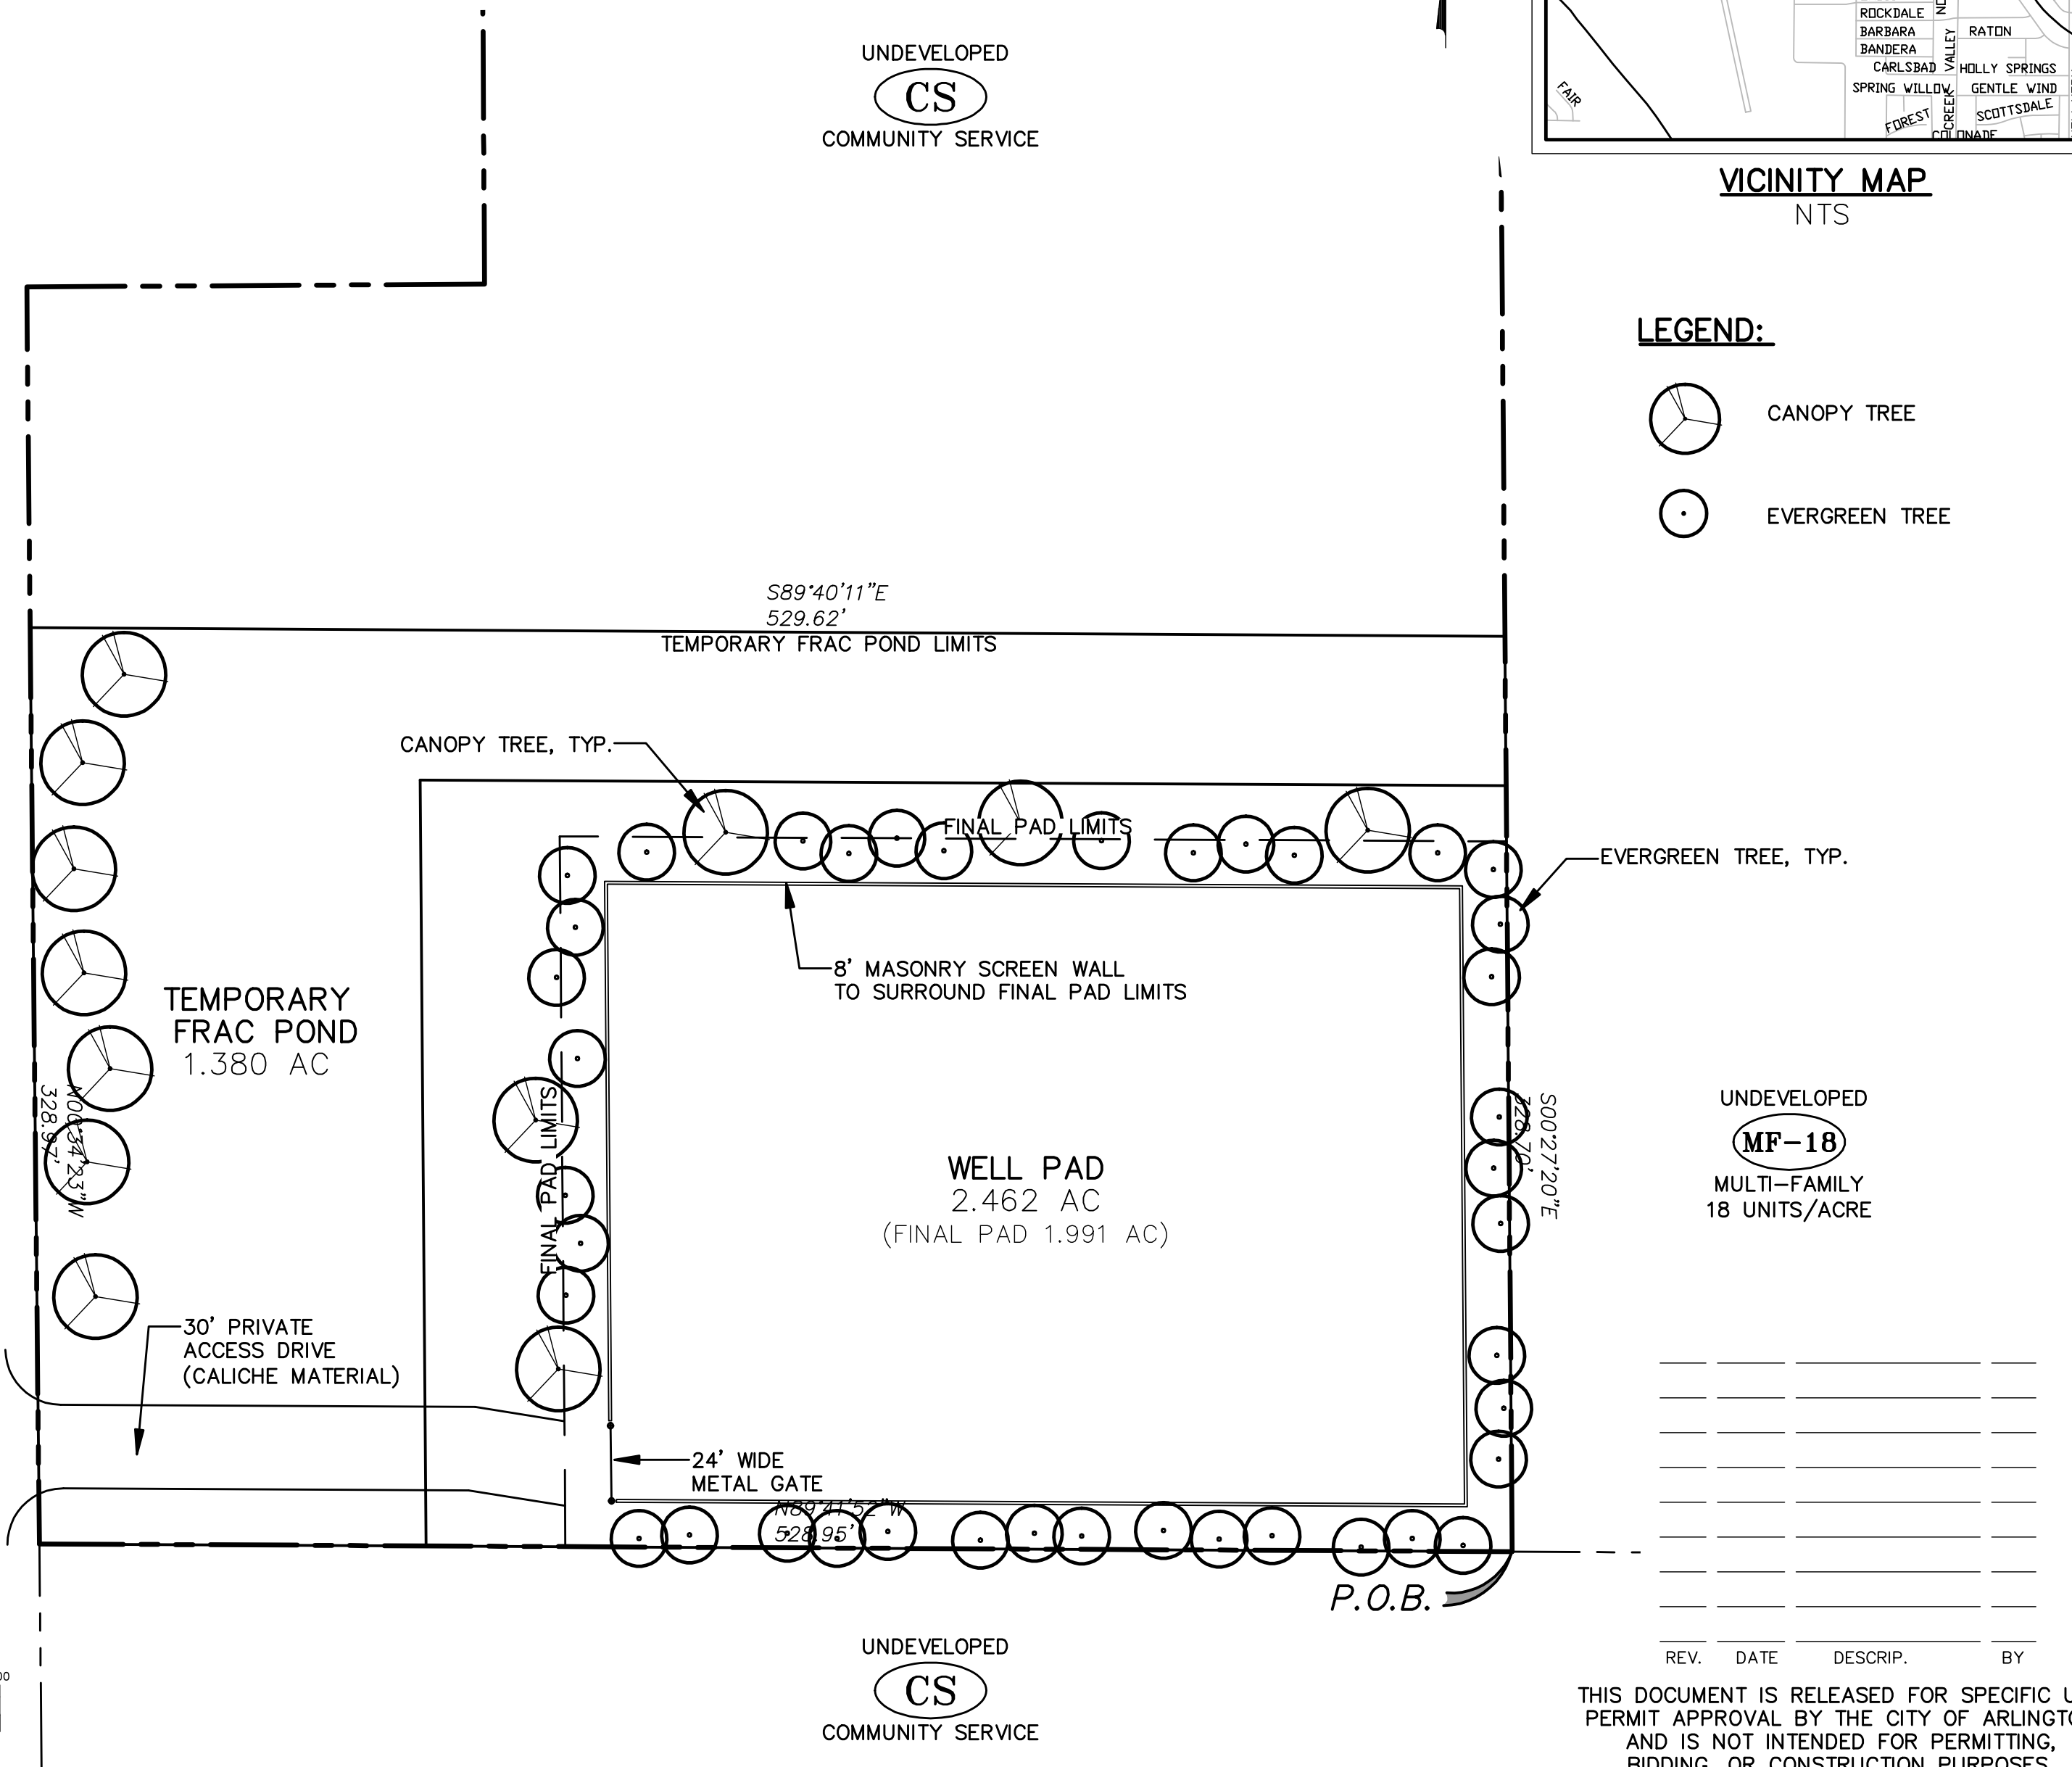 UNDEVELOPED
CS
COMMUNITY SERVICE
ROCKDALE
BARBARA
BANDERA
CARLSBAD
SPRING WILLOW
FOREST
VALLEY
CREEK
RATON
HOLLY SPRINGS
GENTLE WIND
SCOTTSDALE
FAIR
VICINITY MAP
NTS
LEGEND:
CANOPY TREE
EVERGREEN TREE
S89°40'11"E
529.62'
TEMPORARY FRAC POND LIMITS
CANOPY TREE, TYP.
FINAL PAD LIMITS
EVERGREEN TREE, TYP.
8' MASONRY SCREEN WALL
TO SURROUND FINAL PAD LIMITS
TEMPORARY
FRAC POND
1.380 AC
N00°34'23"W
328.97'
FINAL PAD LIMITS
WELL PAD
2.462 AC
(FINAL PAD 1.991 AC)
S00°27'20"E
328.70'
UNDEVELOPED
MF-18
MULTI-FAMILY
18 UNITS/ACRE
30' PRIVATE
ACCESS DRIVE
(CALICHE MATERIAL)
24' WIDE
METAL GATE
N89°41'52"W
528.95'
P.O.B.
UNDEVELOPED
CS
COMMUNITY SERVICE
REV. DATE DESCRIP. BY
THIS DOCUMENT IS RELEASED FOR SPECIFIC
PERMIT APPROVAL BY THE CITY OF
AND IS NOT INTENDED FOR PERMITTING,
BIDDING, OR CONSTRUCTION PURPOSES